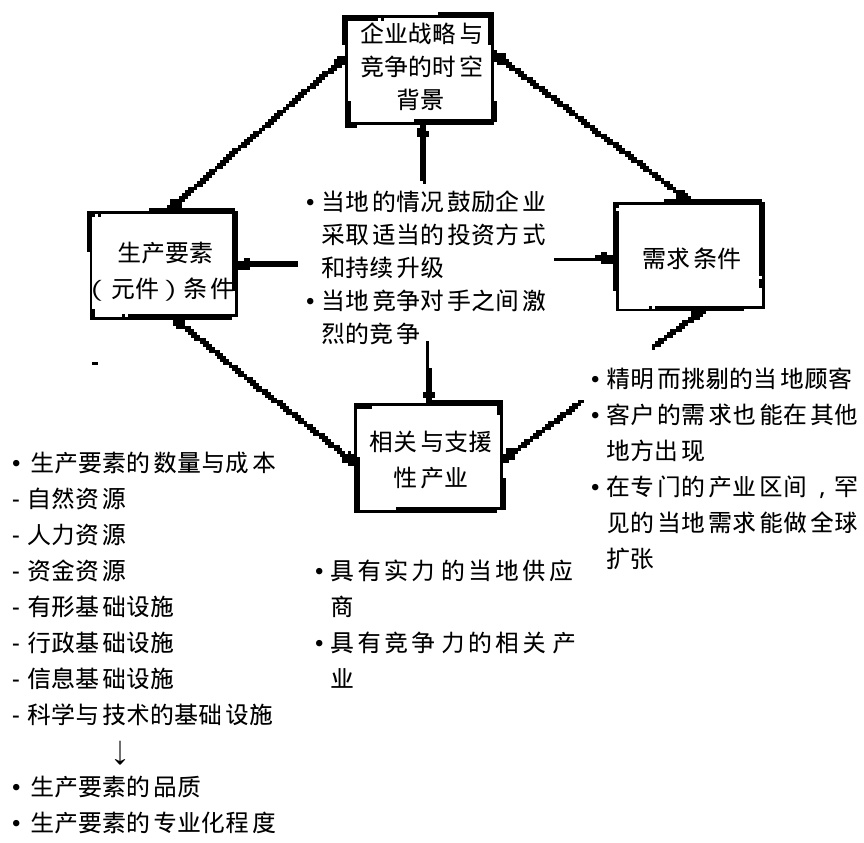 企业战略与
竞争的时空
背景
• 当地的情况鼓励企业
采取适当的投资方式
和持续升级
• 当地竞争对手之间激
烈的竞争
生产要素
（元件）条件
需求条件
相关与支援
性产业
• 精明而挑剔的当地顾客
• 客户的需求也能在其他
地方出现
• 在专门的产业区间，罕
见的当地需求能做全球
扩张
• 生产要素的数量与成本
- 自然资源
- 人力资源
- 资金资源
- 有形基础设施
- 行政基础设施
- 信息基础设施
- 科学与技术的基础设施
↓
• 生产要素的品质
• 生产要素的专业化程度
• 具有实力的当地供应
商
• 具有竞争力的相关产
业